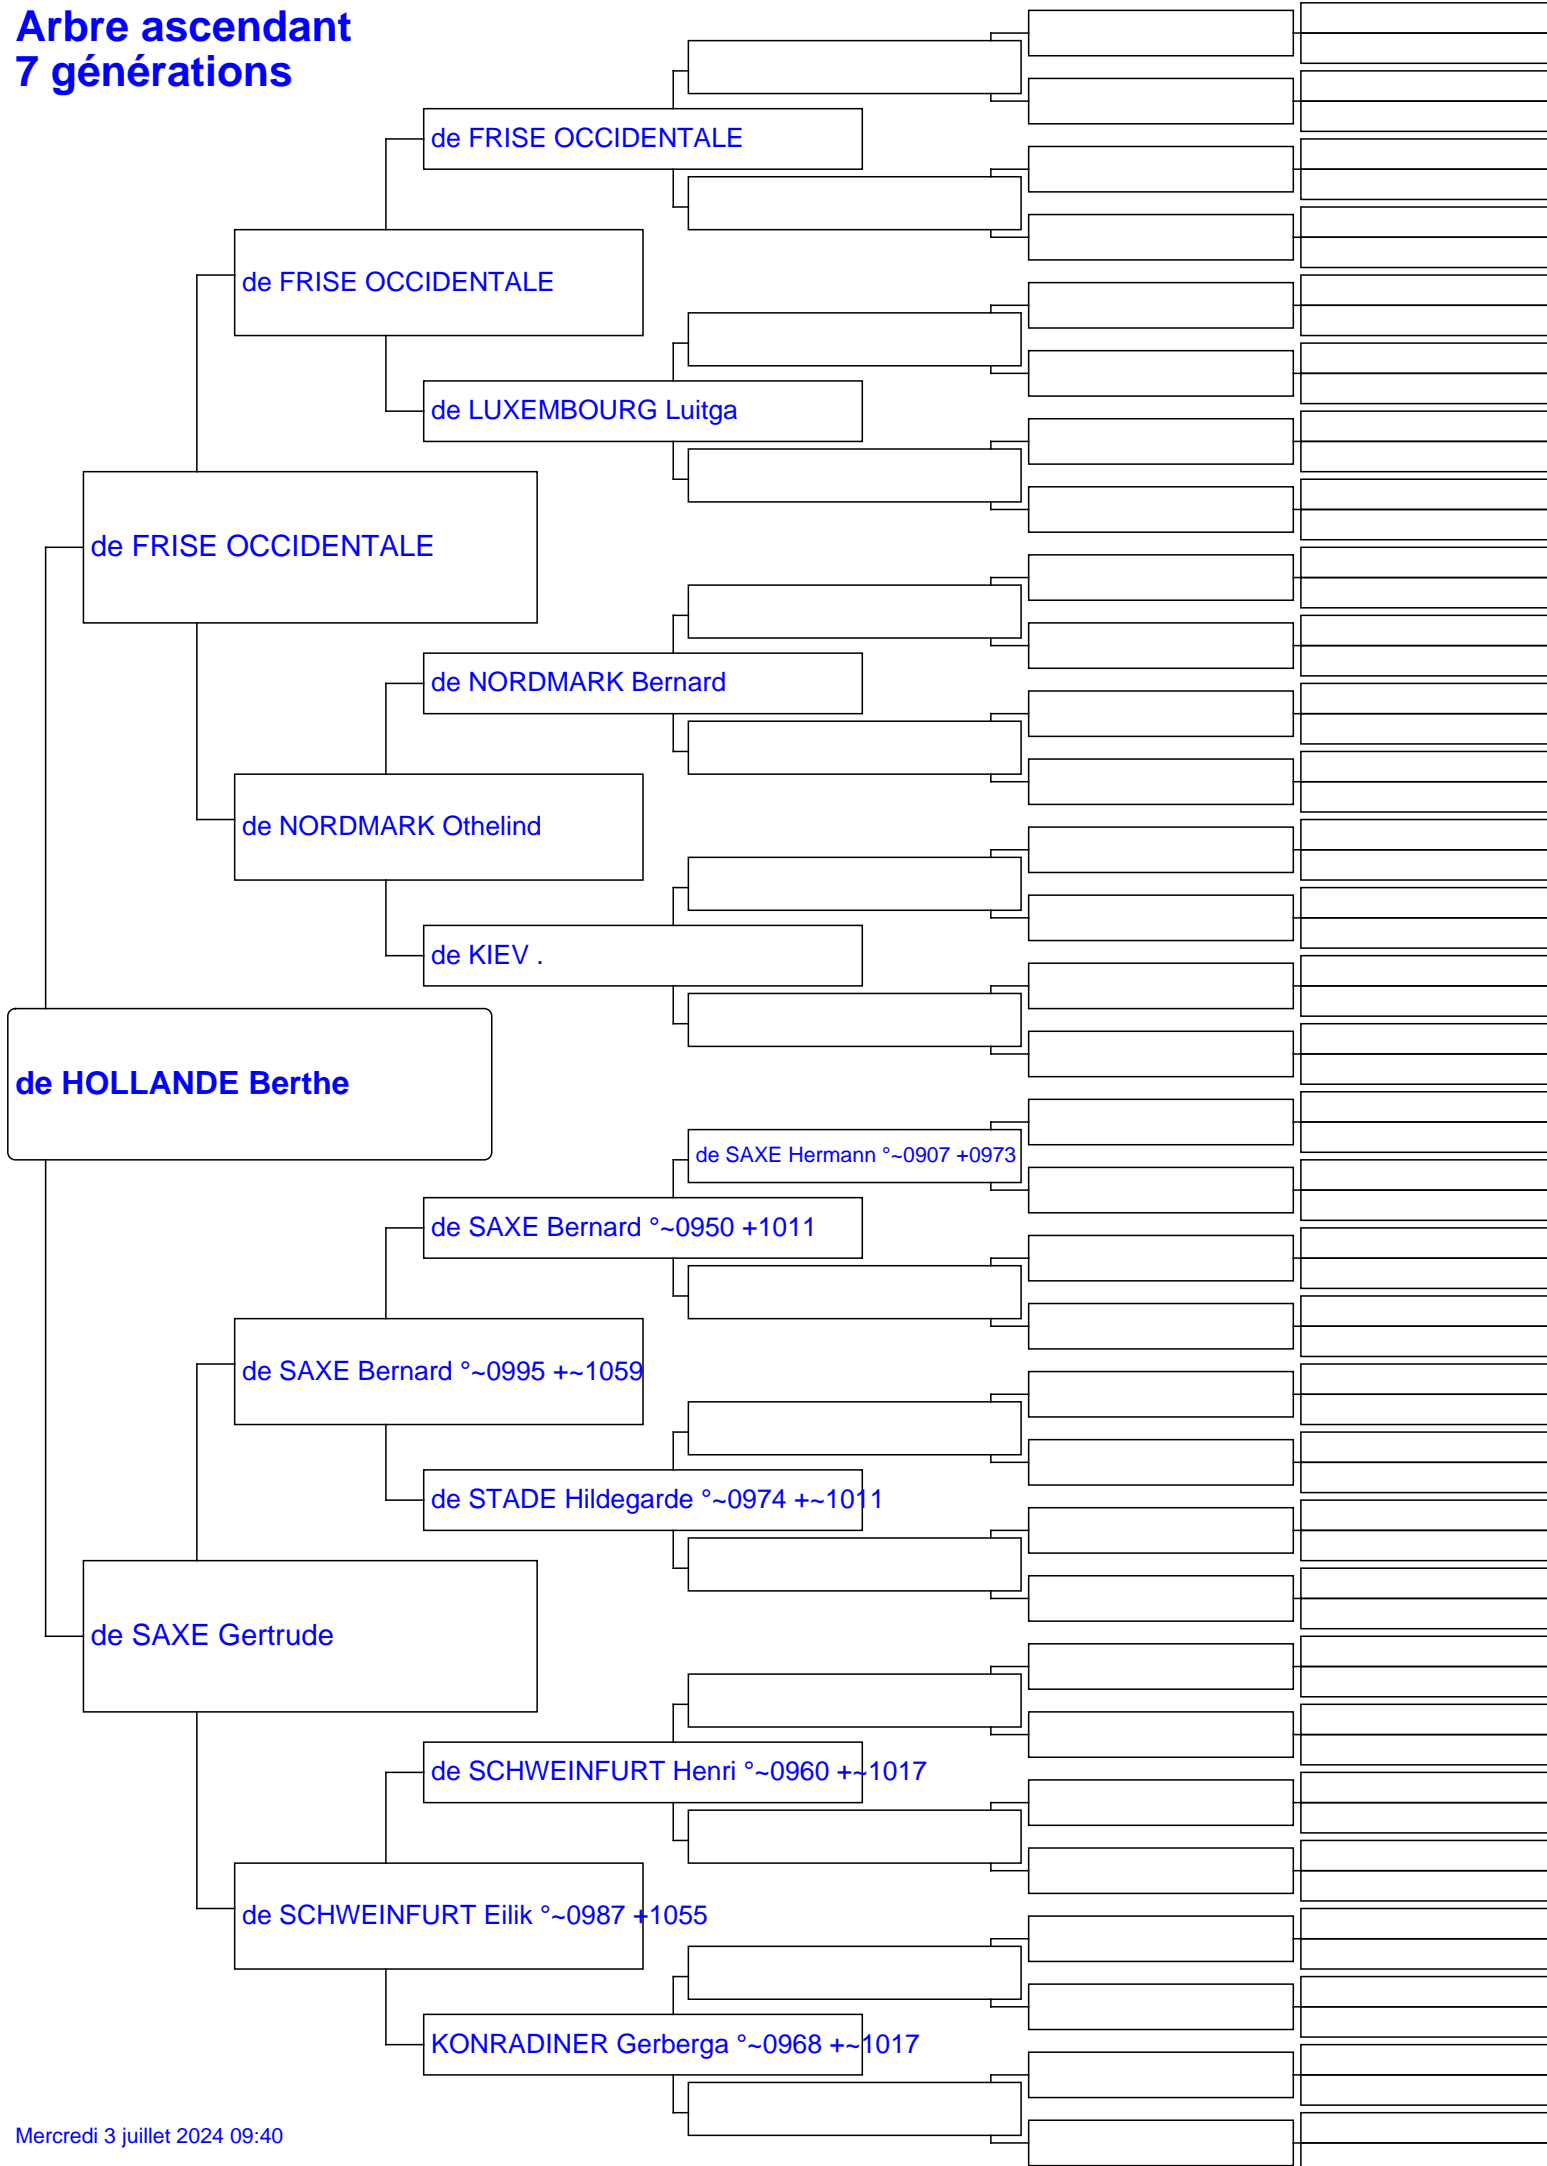 Arbre ascendant
7 générations
de FRISE OCCIDENTALE
de FRISE OCCIDENTALE
de LUXEMBOURG Luitga
de FRISE OCCIDENTALE
de NORDMARK Bernard
de NORDMARK Othelind
de KIEV .
de HOLLANDE Berthe
de SAXE Hermann °~0907 +0973
de SAXE Bernard °~0950 +1011
de SAXE Bernard °~0995 +~1059
de STADE Hildegarde °~0974 +~1011
de SAXE Gertrude
de SCHWEINFURT Henri °~0960 +~1017
de SCHWEINFURT Eilik °~0987 +1055
KONRADINER Gerberga °~0968 +~1017
Mercredi 3 juillet 2024 09:40